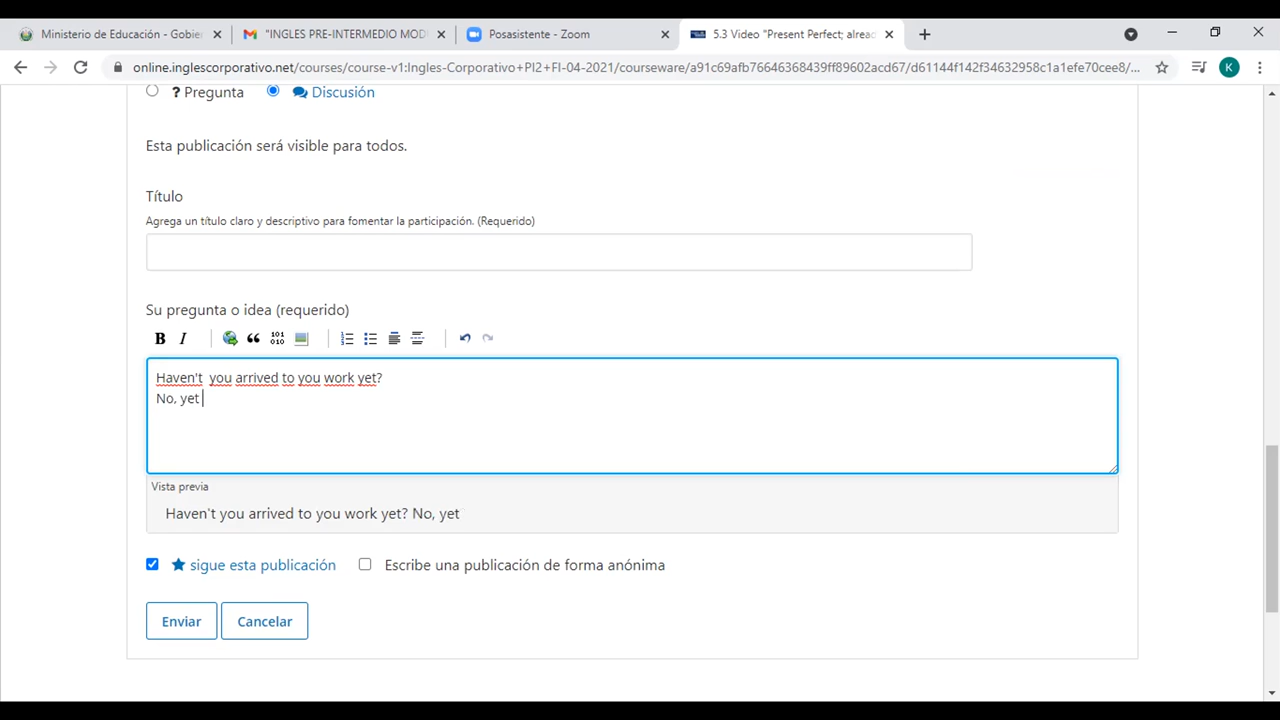 Ministerio de Educación - Gobie
"INGLES PRE-INTERMEDIO MOD
Posasistente - Zoom
5.3 Video "Present Perfect; alread
online.inglescorporativo.net/courses/course-v1:Ingles-Corporativo+PI2+FI-04-2021/courseware/a91c69afb76646368439ff89602acd67/d61144f142f34632958c1a1efe70cee8/...
K
? Pregunta
Discusión
Esta publicación será visible para todos.
Título
Agrega un título claro y descriptivo para fomentar la participación. (Requerido)
Su pregunta o idea (requerido)
B I
Haven't you arrived to you work yet?
No, yet
Vista previa
Haven't you arrived to you work yet? No, yet
sigue esta publicación
Escribe una publicación de forma anónima
Enviar
Cancelar